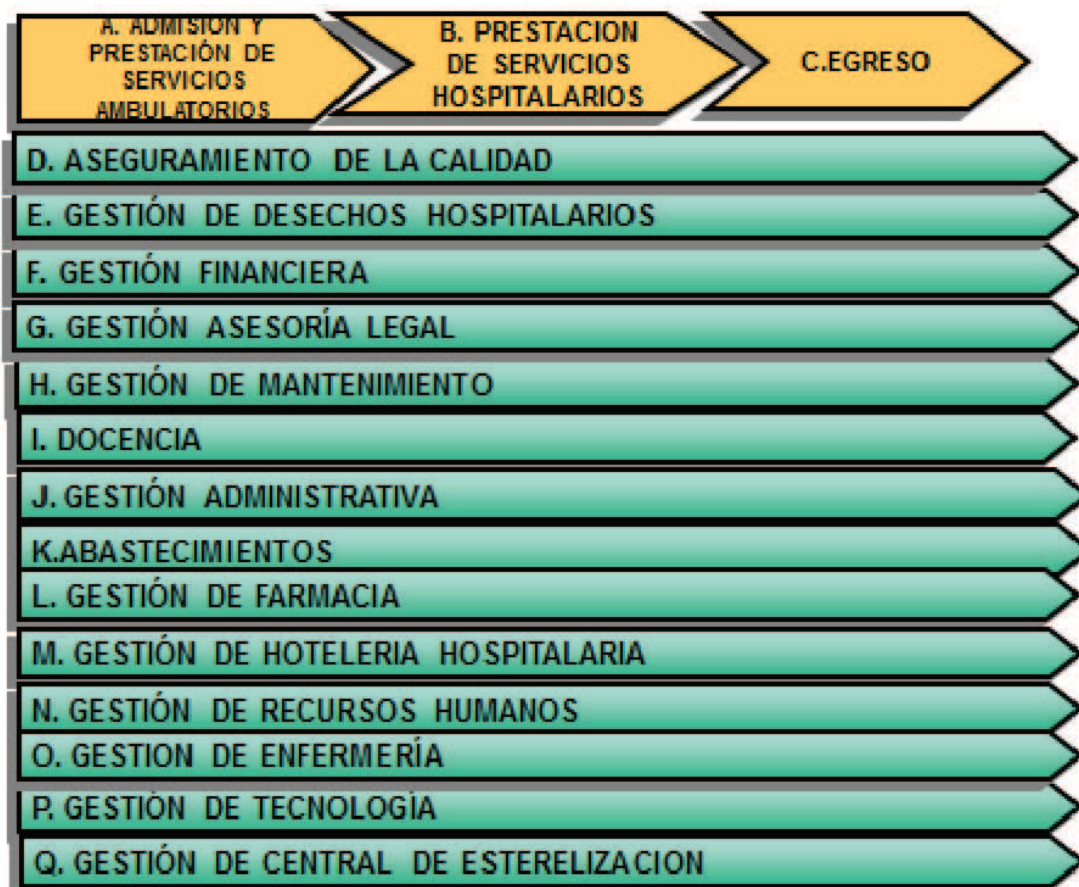 A. ADMISION Y
PRESTACIÓN DE
SERVICIOS
AMBULATORIOS
B. PRESTACION
DE SERVICIOS
HOSPITALARIOS
C.EGRESO
D. ASEGURAMIENTO DE LA CALIDAD
E. GESTIÓN DE DESECHOS HOSPITALARIOS
F. GESTIÓN FINANCIERA
G. GESTIÓN ASESORÍA LEGAL
H. GESTIÓN DE MANTENIMIENTO
I. DOCENCIA
J. GESTIÓN ADMINISTRATIVA
K.ABASTECIMIENTOS
L. GESTIÓN DE FARMACIA
M. GESTIÓN DE HOTELERIA HOSPITALARIA
N. GESTIÓN DE RECURSOS HUMANOS
O. GESTION DE ENFERMERÍA
P. GESTIÓN DE TECNOLOGÍA
Q. GESTIÓN DE CENTRAL DE ESTERELIZACION